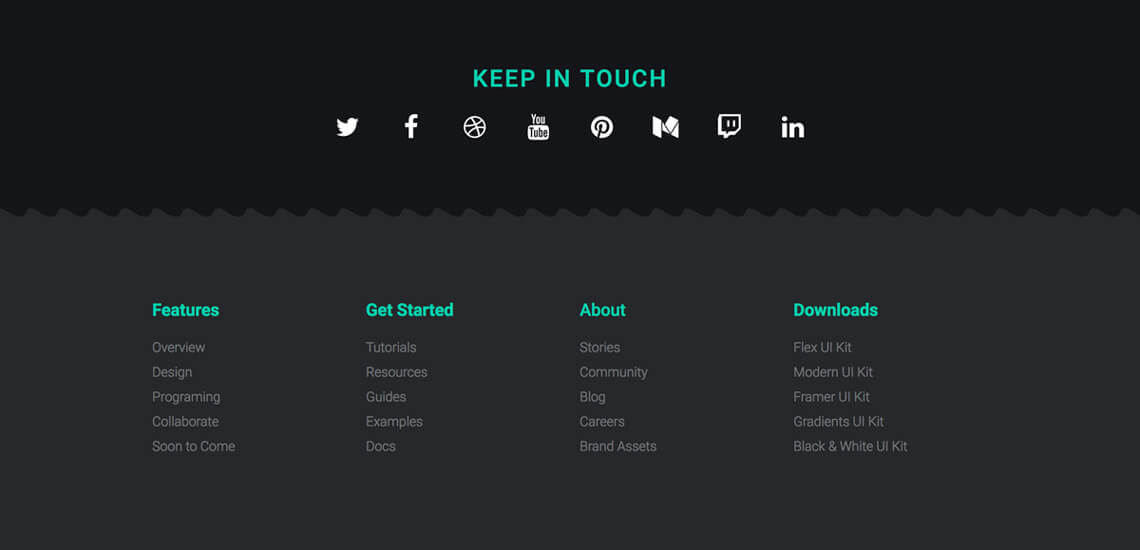 KEEP IN TOUCH
You
Tube
Features
Overview
Design
Programing
Collaborate
Soon to Come
Get Started
Tutorials
Resources
Guides
Examples
Docs
About
Stories
Community
Blog
Careers
Brand Assets
Downloads
Flex UI Kit
Modern UI Kit
Framer UI Kit
Gradients UI Kit
Black & White UI Kit